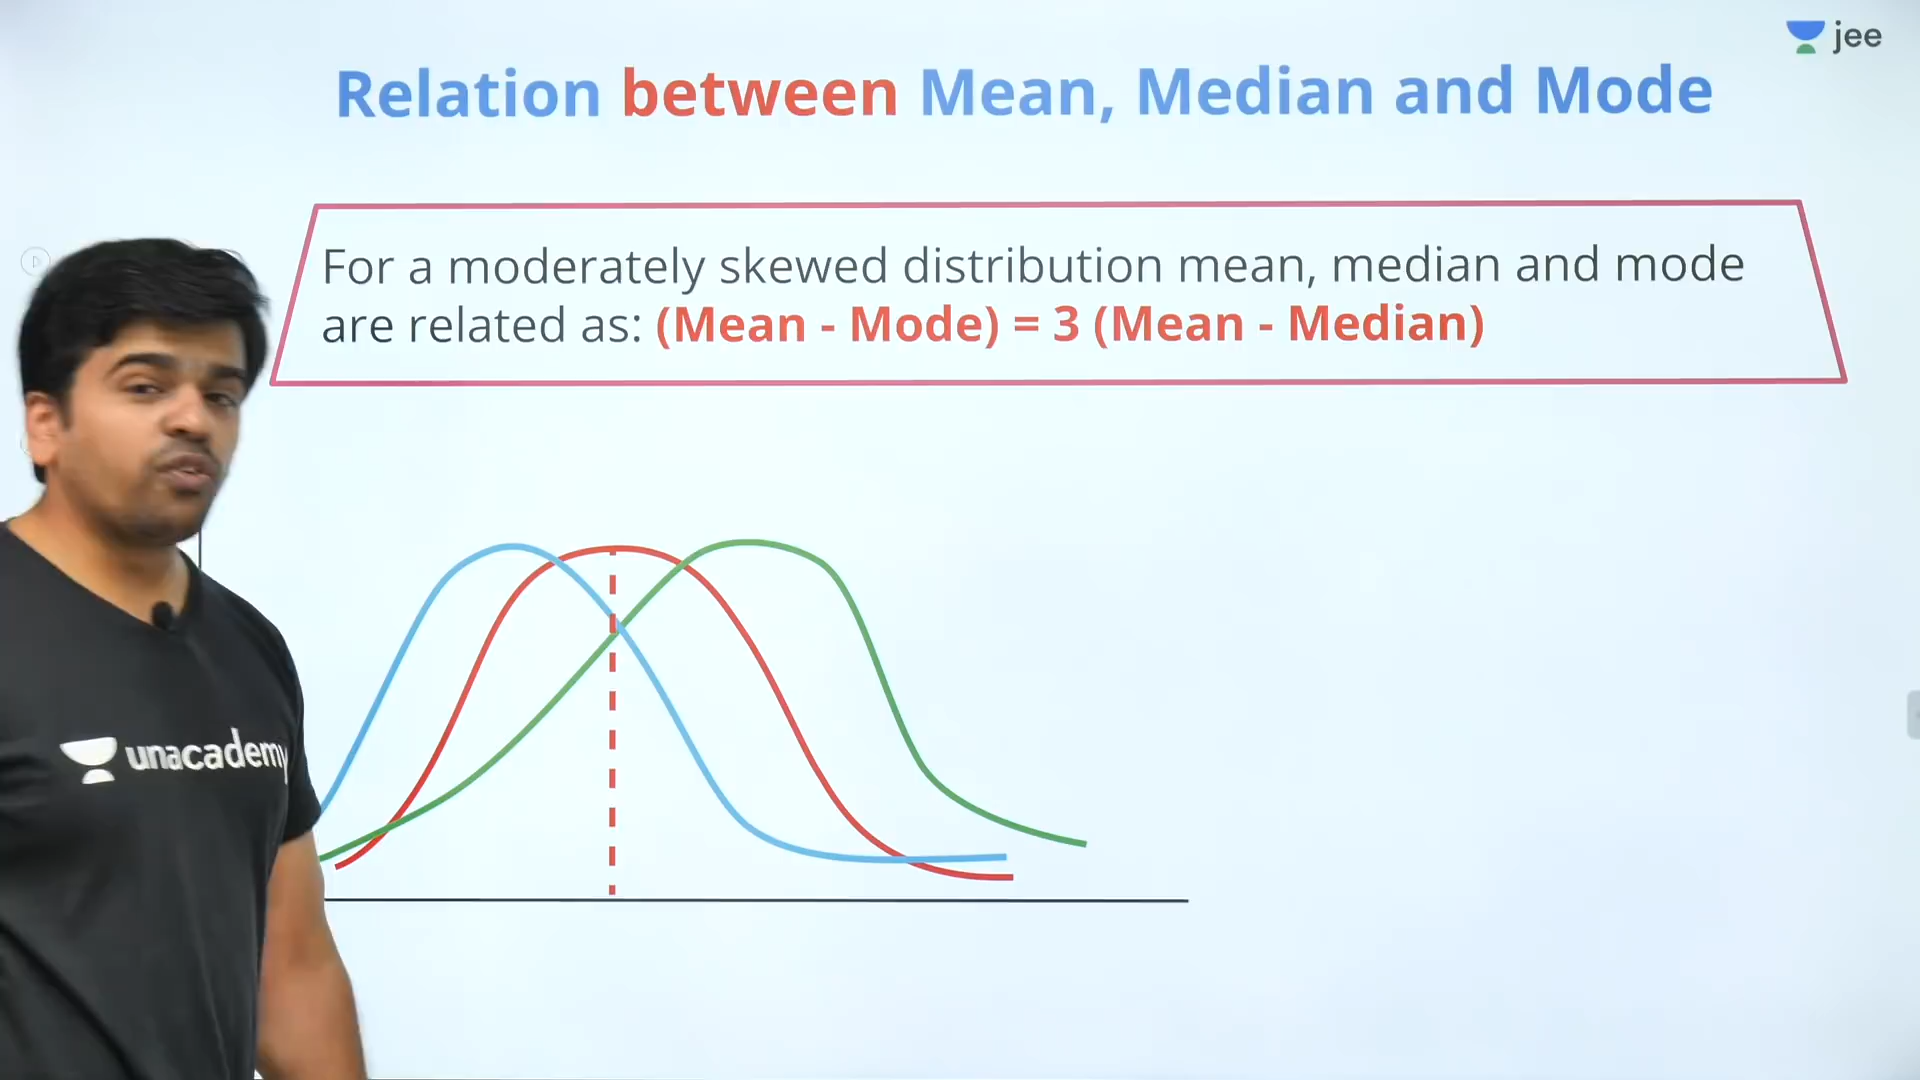 jee
Relation between Mean, Median and Mode
For a moderately skewed distribution mean, median and mode
are related as: (Mean - Mode) = 3 (Mean - Median)
unacademy